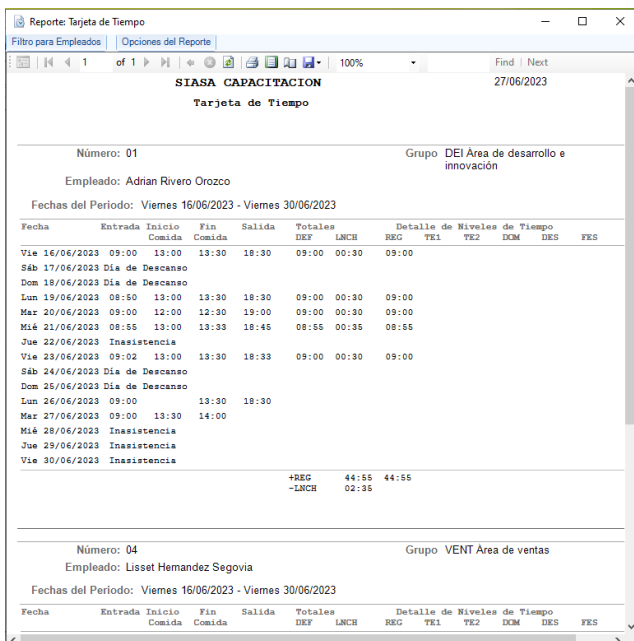 Reporte: Tarjeta de Tiempo
Filtro para Empleados Opciones del Reporte
1 of 1 100% Find | Next
SIASA CAPACITACION 27/06/2023
Tarjeta de Tiempo
Número: 01 Grupo DEI Àrea de desarrollo e
innovación
Empleado: Adrian Rivero Orozco
Fechas del Periodo: Viernes 16/06/2023 - Viernes 30/06/2023
Fecha Entrada Inicio Fin Salida Totales Detalle de Niveles de Tiempo
Comida Comida DEF LNCH REG TE1 TE2 DOM DES FES
Vie 16/06/2023 09:00 13:00 13:30 18:30 09:00 00:30 09:00
Sáb 17/06/2023 Día de Descanso
Dom 18/06/2023 Día de Descanso
Lun 19/06/2023 08:50 13:00 13:30 18:30 09:00 00:30 09:00
Mar 20/06/2023 09:00 12:00 12:30 19:00 09:00 00:30 09:00
Mié 21/06/2023 08:55 13:00 13:33 18:45 08:55 00:35 08:55
Jue 22/06/2023 Inasistencia
Vie 23/06/2023 09:02 13:00 13:30 18:33 09:00 00:30 09:00
Sáb 24/06/2023 Día de Descanso
Dom 25/06/2023 Día de Descanso
Lun 26/06/2023 09:00 13:30 18:30
Mar 27/06/2023 09:00 13:30 14:00
Mié 28/06/2023 Inasistencia
Jue 29/06/2023 Inasistencia
Vie 30/06/2023 Inasistencia
+REG 44:55 44:55
-LNCH 02:35
Número: 04 Grupo VENT Àrea de ventas
Empleado: Lisset Hernandez Segovia
Fechas del Periodo: Viernes 16/06/2023 - Viernes 30/06/2023
Fecha Entrada Inicio Fin Salida Totales Detalle de Niveles de Tiempo
Comida Comida DEF LNCH REG TE1 TE2 DOM DES FES